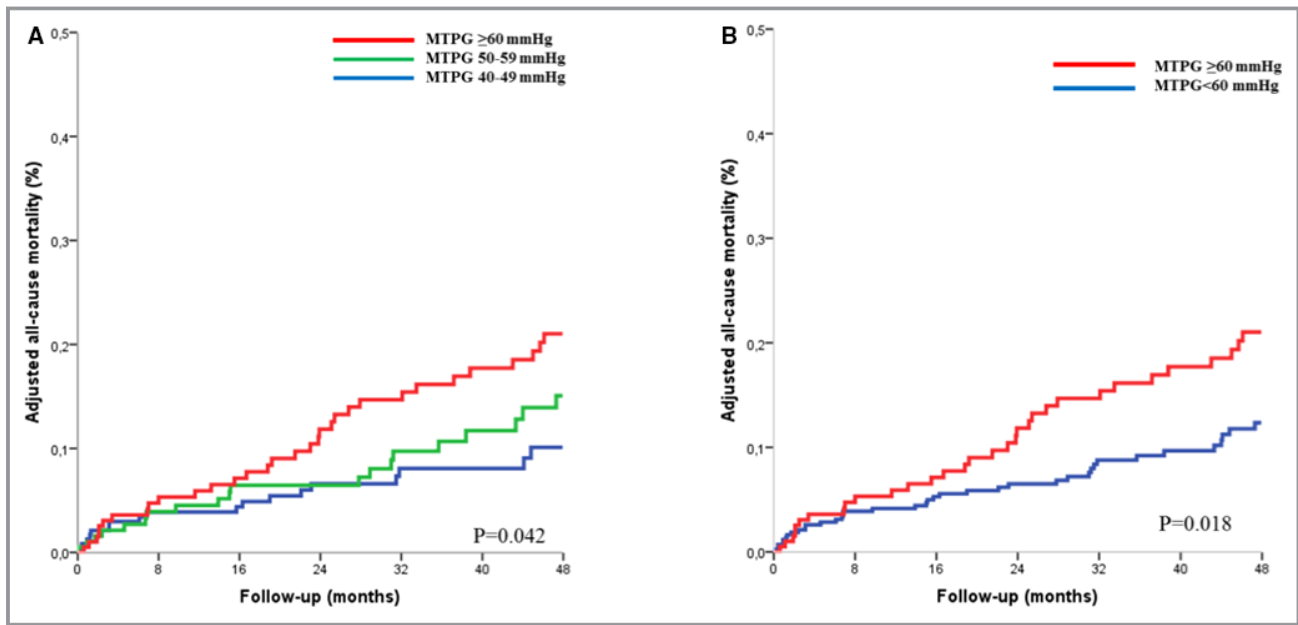 A
MTPG ≥60 mmHg
MTPG 50-59 mmHg
MTPG 40-49 mmHg
Adjusted all-cause mortality (%)
0,5
0,4
0,3
0,2
0,1
0,0
P=0.042
0 8 16 24 32 40 48
Follow-up (months)
B
MTPG ≥60 mmHg
MTPG<60 mmHg
Adjusted all-cause mortality (%)
0,5
0,4
0,3
0,2
0,1
0,0
P=0.018
0 8 16 24 32 40 48
Follow-up (months)